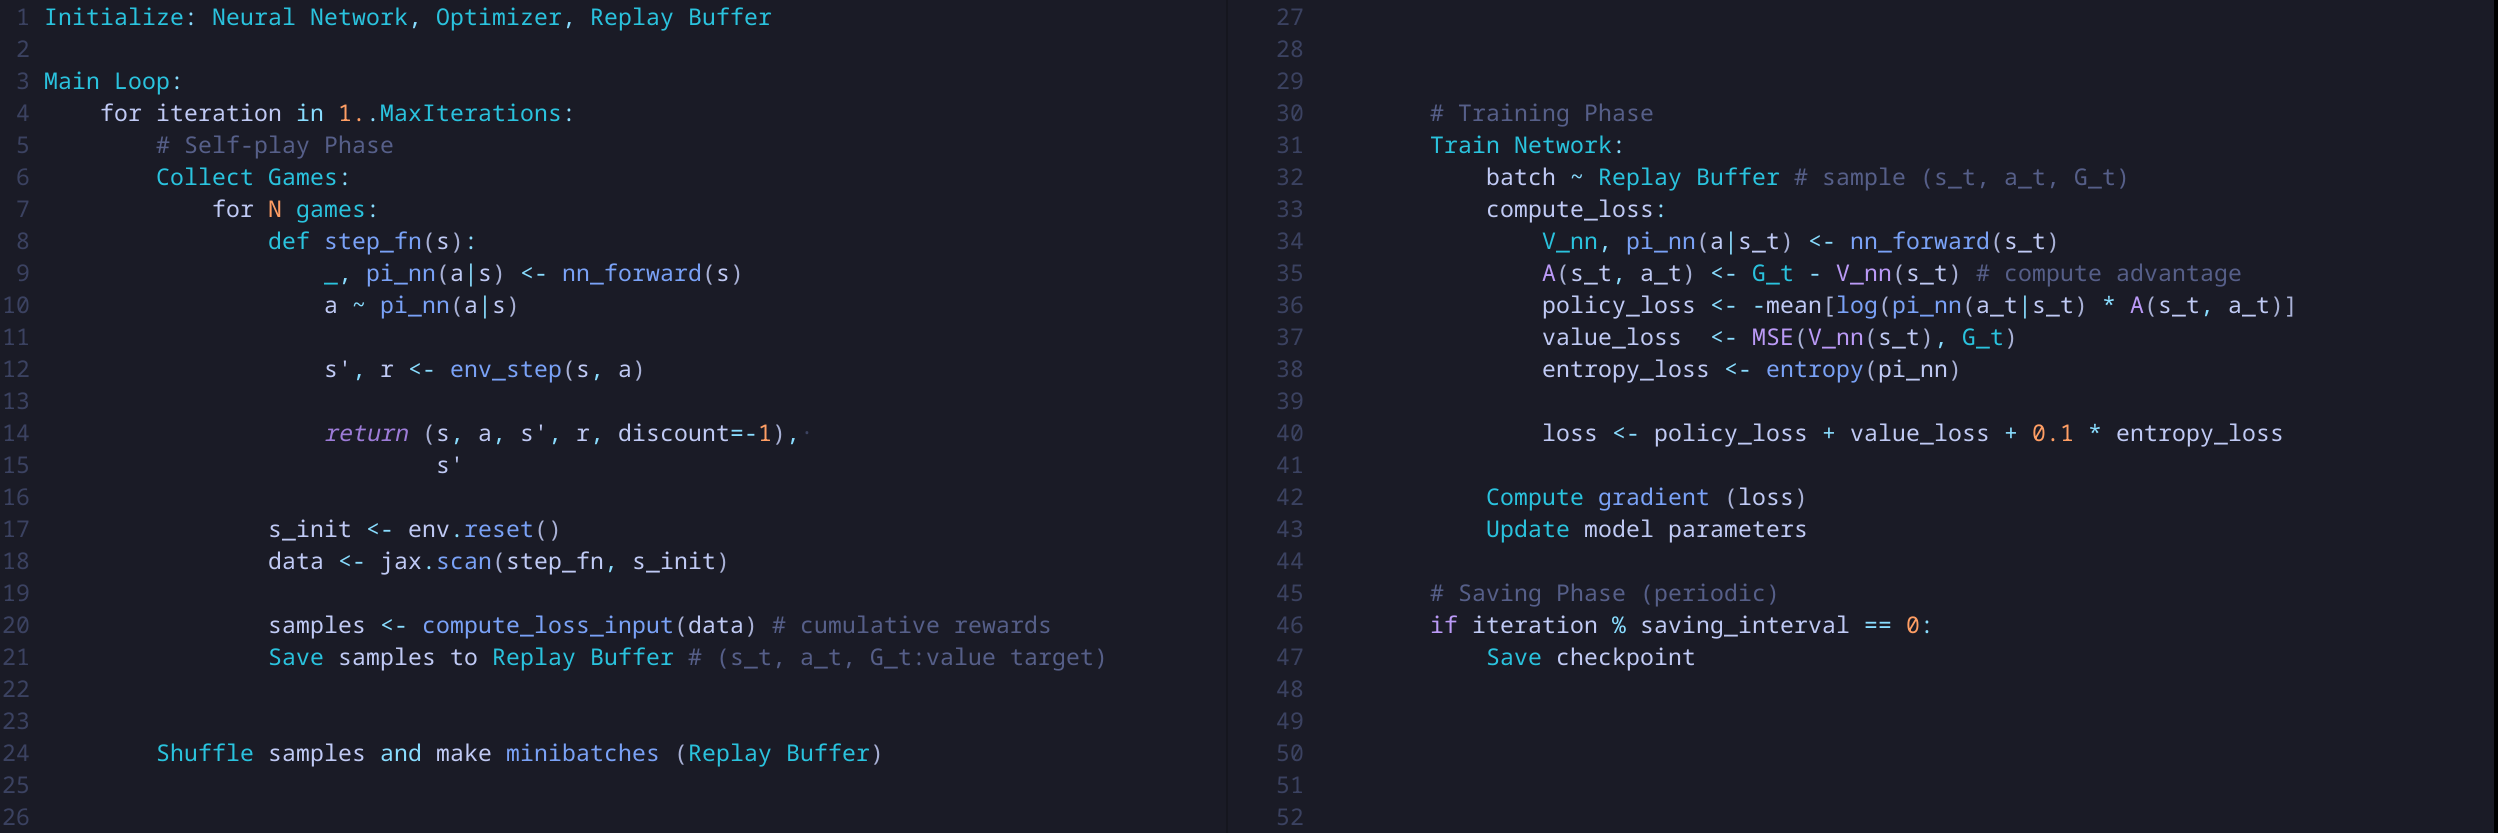 1 Initialize: Neural Network, Optimizer, Replay Buffer
2
3 Main Loop:
4     for iteration in 1..MaxIterations:
5         # Self-play Phase
6         Collect Games:
7             for N games:
8                 def step_fn(s):
9                     _, pi_nn(a|s) <- nn_forward(s)
10                     a ~ pi_nn(a|s)
11
12                     s', r <- env_step(s, a)
13
14                     return (s, a, s', r, discount=-1),·
15                             s'
16
17                 s_init <- env.reset()
18                 data <- jax.scan(step_fn, s_init)
19
20                 samples <- compute_loss_input(data) # cumulative rewards
21                 Save samples to Replay Buffer # (s_t, a_t, G_t:value target)
22
23
24         Shuffle samples and make minibatches (Replay Buffer)
25
26
27
28
29
30         # Training Phase
31         Train Network:
32             batch ~ Replay Buffer # sample (s_t, a_t, G_t)
33             compute_loss:
34                 V_nn, pi_nn(a|s_t) <- nn_forward(s_t)
35                 A(s_t, a_t) <- G_t - V_nn(s_t) # compute advantage
36                 policy_loss <- -mean[log(pi_nn(a_t|s_t) * A(s_t, a_t)]
37                 value_loss  <- MSE(V_nn(s_t), G_t)
38                 entropy_loss <- entropy(pi_nn)
39
40                 loss <- policy_loss + value_loss + 0.1 * entropy_loss
41
42             Compute gradient (loss)
43             Update model parameters
44
45         # Saving Phase (periodic)
46         if iteration % saving_interval == 0:
47             Save checkpoint
48
49
50
51
52